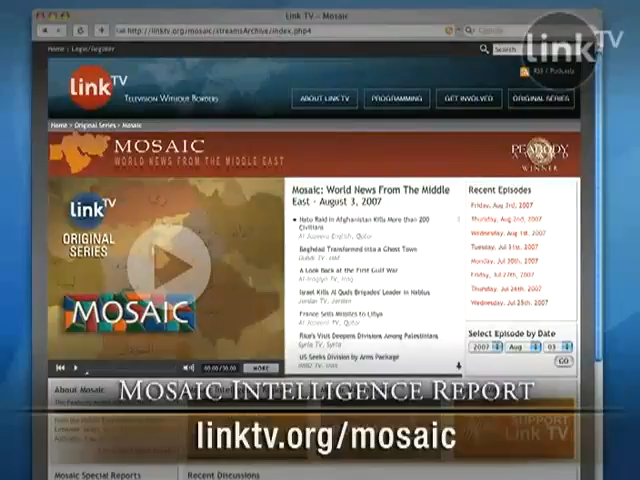 Link TV - Mosaic
http://linktv.org/mosaic/streamsArchive/index.php4
Home - Login/Register
Search
link TV
RSS / Podcasts
link TV
TELEVISION WITHOUT BORDERS
ABOUT LINK TV
PROGRAMMING
GET INVOLVED
ORIGINAL SERIES
Home > Original Series > Mosaic
MOSAIC
WORLD NEWS FROM THE MIDDLE EAST
PEABODY
WINNER
link TV
ORIGINAL
SERIES
MOSAIC
Mosaic: World News From The Middle
East - August 3, 2007
Nato Raid in Afghanistan Kills More than 200
Civilians
Al Jazeera English, Qatar
Baghdad Transformed into a Ghost Town
Dubai TV, UAE
A Look Back at the First Gulf War
Al-Iraqiya TV, Iraq
Israel Kills Al Quds Brigades' Leader in Nablus
Jordan TV, Jordan
France Sells Missiles to Libya
Al Jazeera TV, Qatar
Rice's Visit Deepens Divisions Among Palestinians
Syria TV, Syria
US Seeks Division by Arms Package
Recent Episodes
Friday, Aug 3rd, 2007
Thursday, Aug 2nd, 2007
Wednesday, Aug 1st, 2007
Tuesday, Jul 31st, 2007
Monday, Jul 30th, 2007
Friday, Jul 27th, 2007
Thursday, Jul 26th, 2007
Wednesday, Jul 25th, 2007
Select Episode by Date
2007 Aug 03
GO
About Mosaic
MOSAIC INTELLIGENCE REPORT
linktv.org/mosaic
SUPPORT
Link TV
Mosaic Special Reports
Recent Discussions